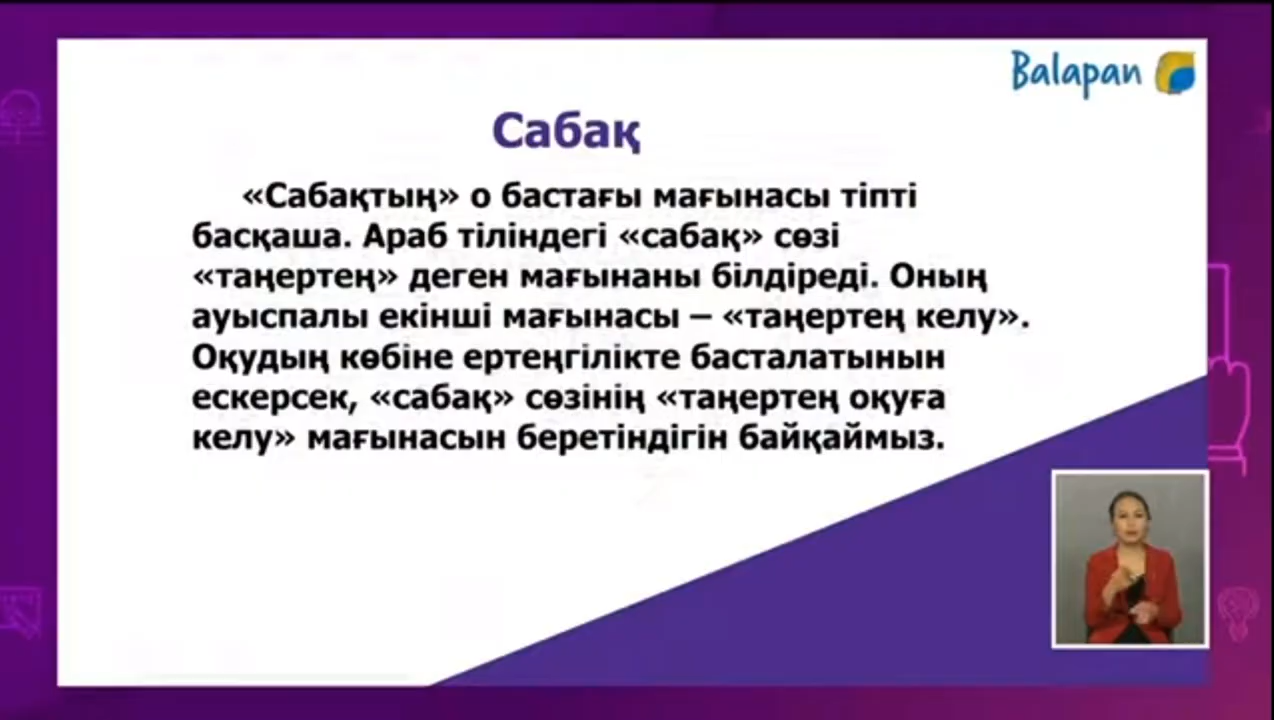 Balapan
Сабақ
«Сабақтың» о бастағы мағынасы тіпті
басқаша. Араб тіліндегі «сабақ» сөзі
«таңертең» деген мағынаны білдіреді. Оның
ауыспалы екінші мағынасы – «таңертең келу».
Оқудың көбіне ертеңгілікте басталатынын
ескерсек, «сабақ» сөзінің «таңертең оқуға
келу» мағынасын беретіндігін байқаймыз.